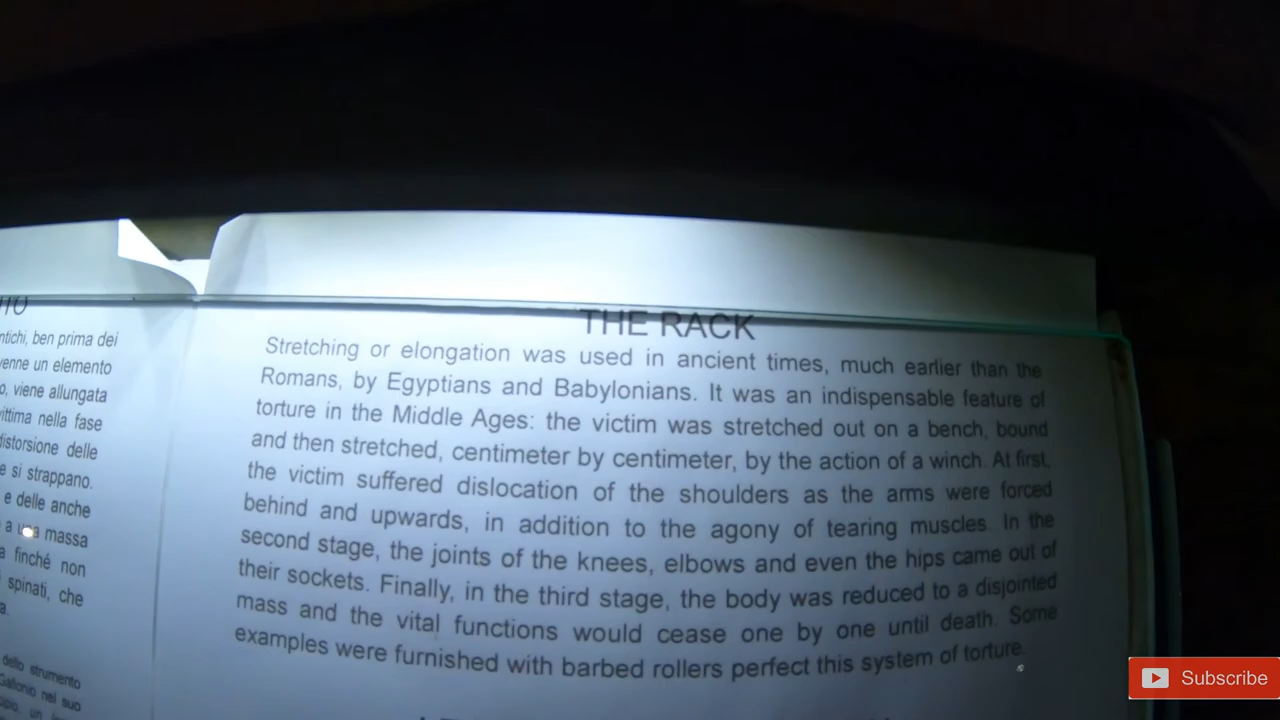 TO
ntichi, ben prima dei
venne un elemento
o, viene allungata
vittima nella fase
distorsione delle
e si strappano.
e delle anche
a una massa
a finché non
spinati, che
a.
dello strumento
Gallonio nel suo
THE RACK
Stretching or elongation was used in ancient times, much earlier than the
Romans, by Egyptians and Babylonians. It was an indispensable feature of
torture in the Middle Ages: the victim was stretched out on a bench, bound
and then stretched, centimeter by centimeter, by the action of a winch. At first,
the victim suffered dislocation of the shoulders as the arms were forced
behind and upwards, in addition to the agony of tearing muscles. In the
second stage, the joints of the knees, elbows and even the hips came out of
their sockets. Finally, in the third stage, the body was reduced to a disjointed
mass and the vital functions would cease one by one until death. Some
examples were furnished with barbed rollers perfect this system of torture.
Subscribe